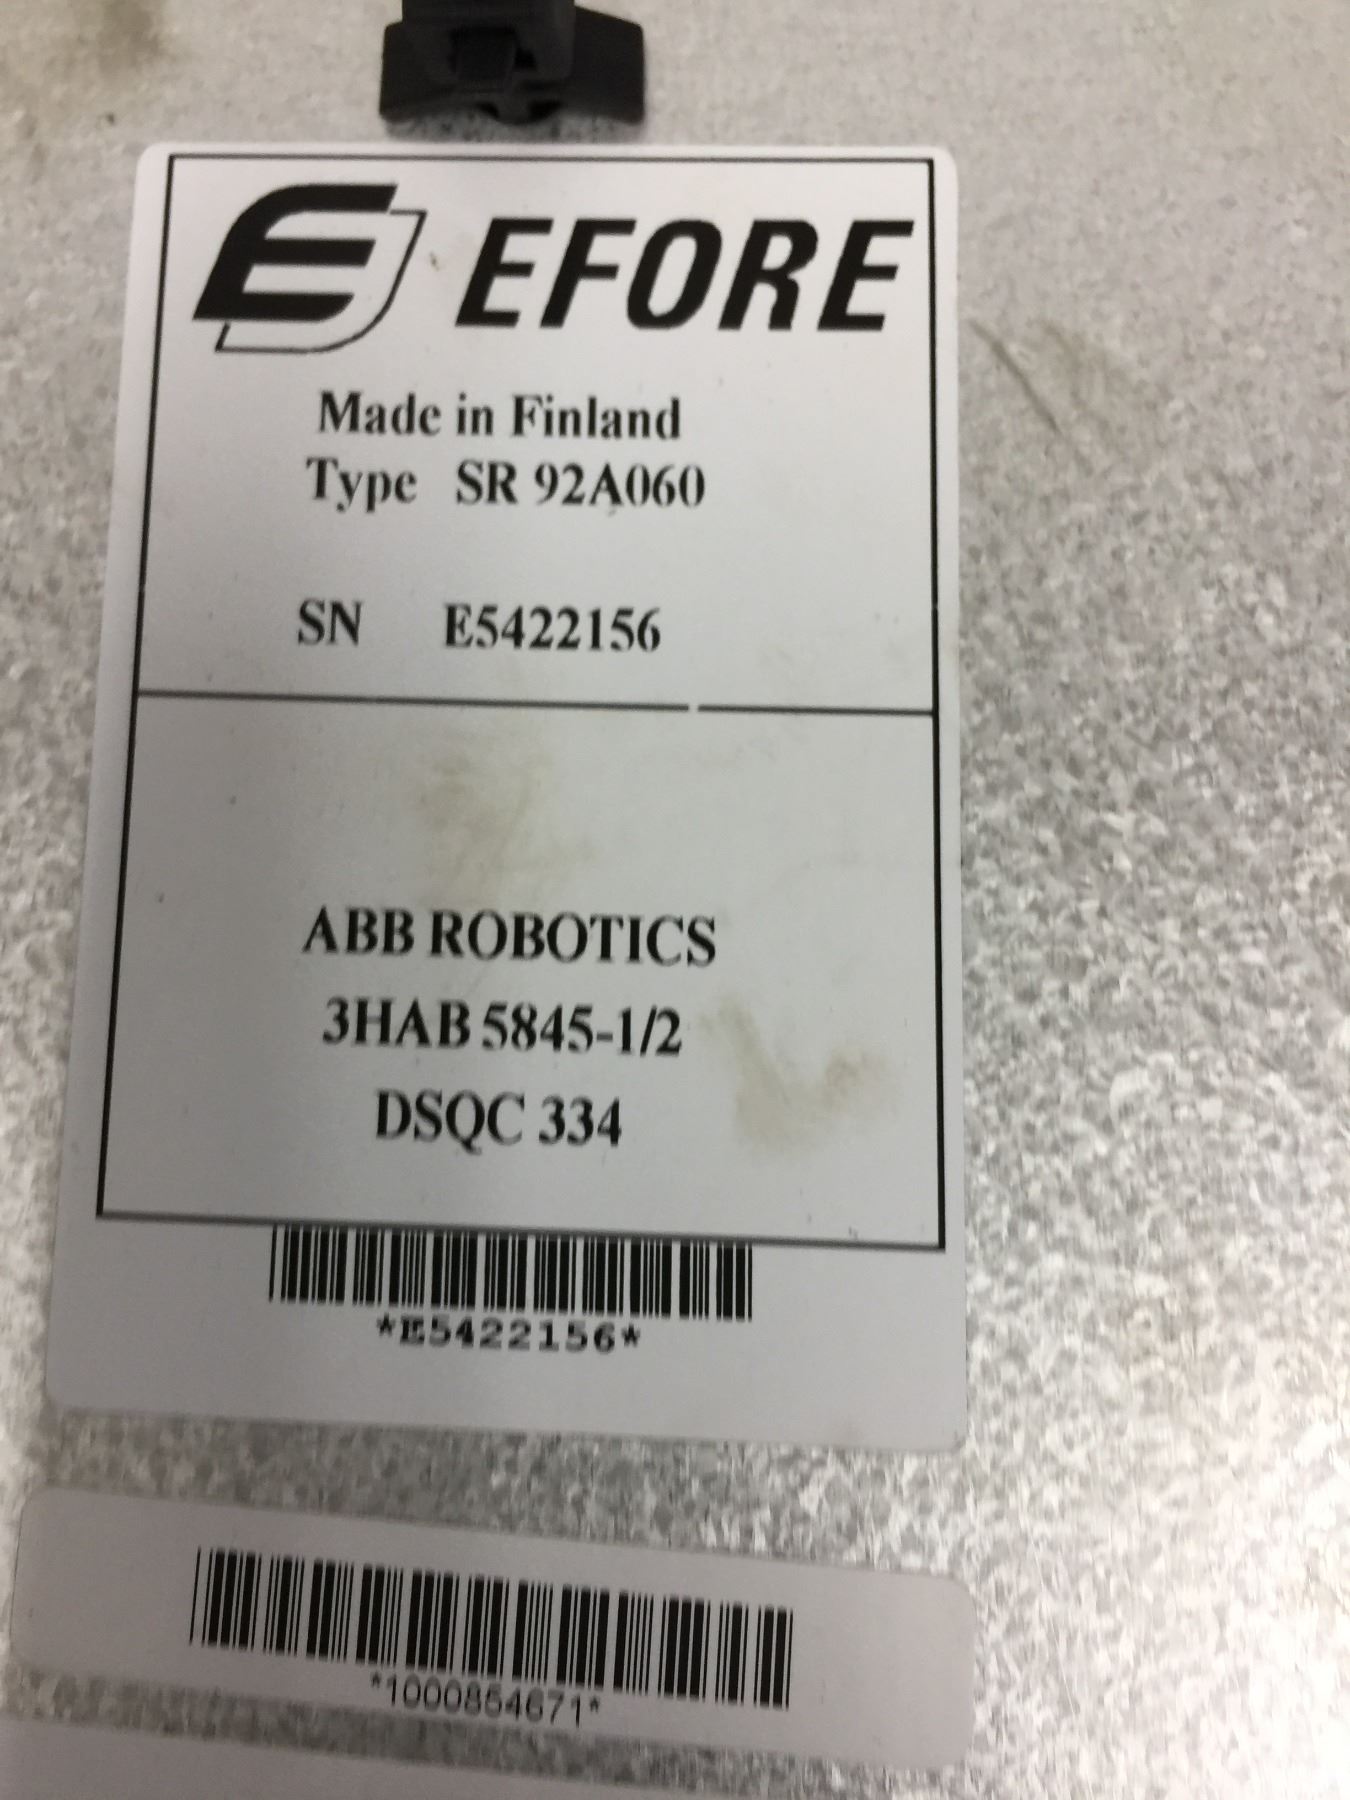 EFORE
Made in Finland
Type SR 92A060
SN E5422156
ABB ROBOTICS
3HAB 5845-1/2
DSQC 334
*E5422156*
*1000854671*